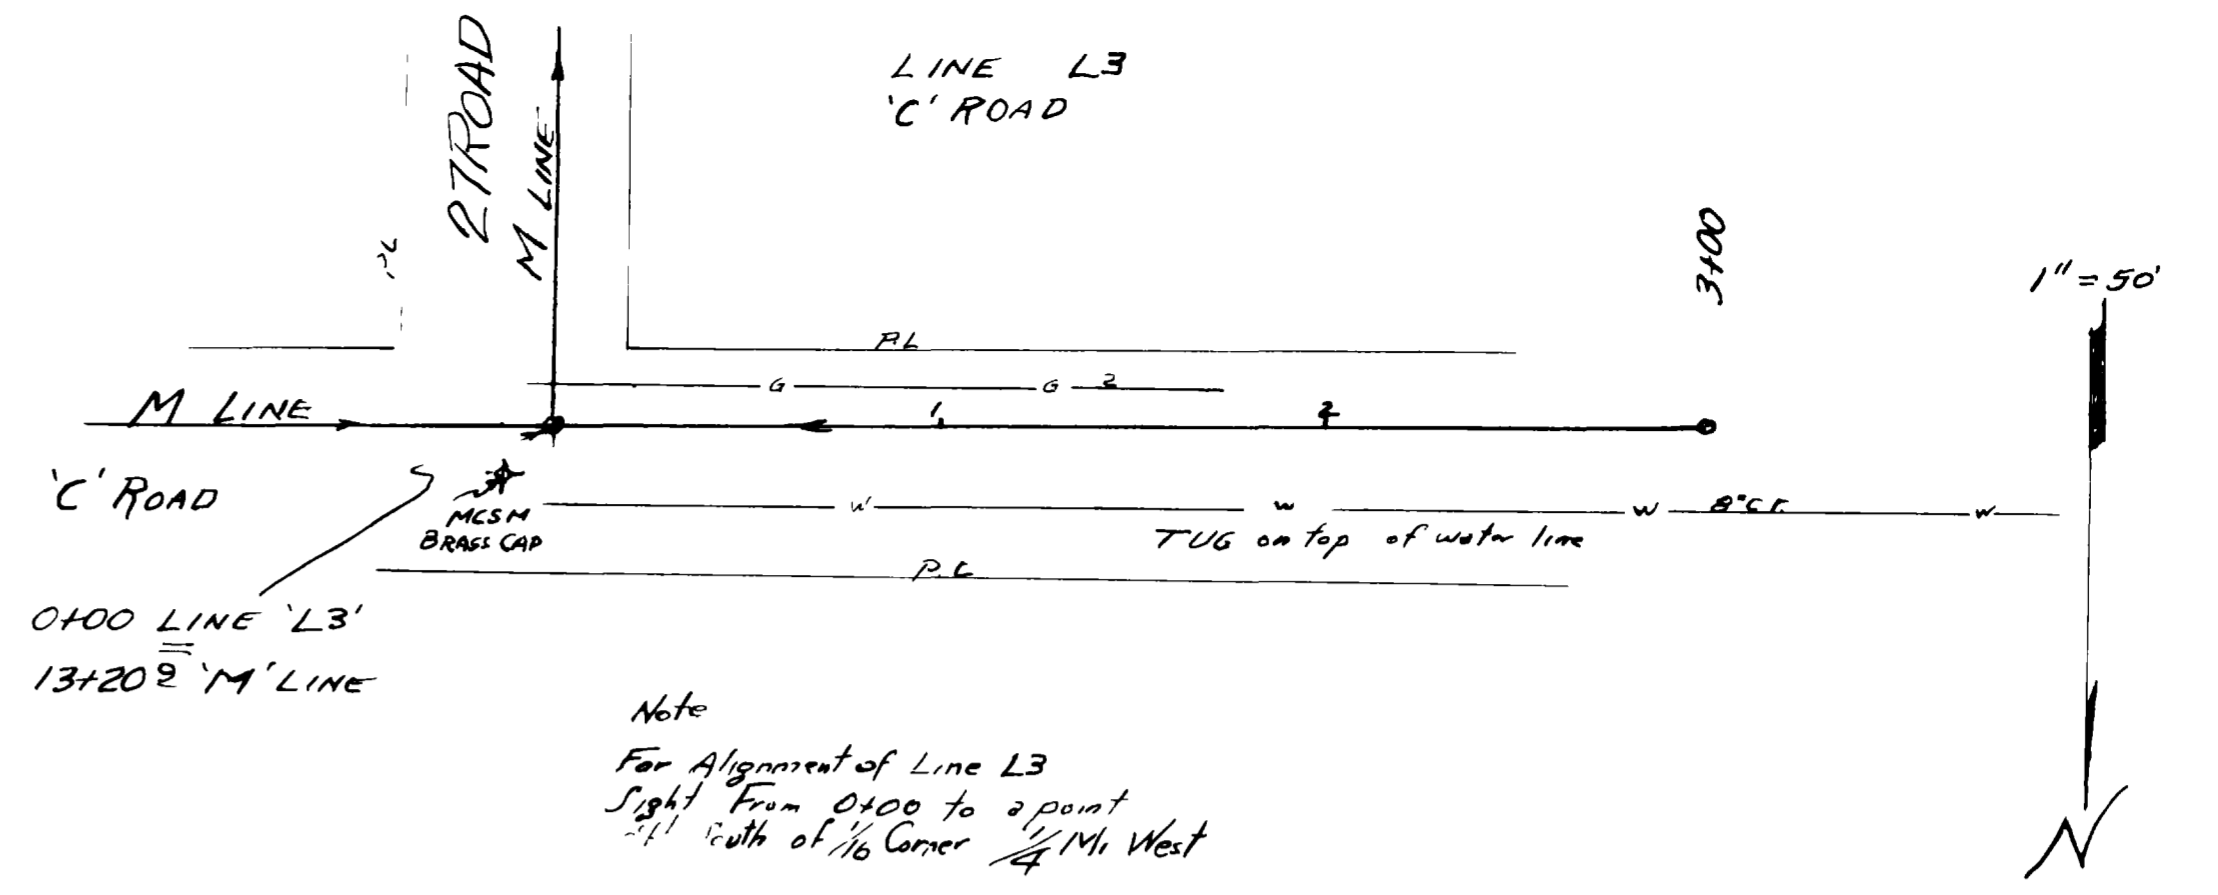 LINE L3
'C' ROAD
27 ROAD
M LINE
PL
3+00
1" = 50'
P.L
G G 2
M LINE
1 2
'C' ROAD
MCSM
BRASS CAP
W W W 8" C.I. W
TUG on top of water line
P.L
0+00 LINE 'L3'
=
13+20 'M' LINE
Note
For Alignment of Line L3
Sight From 0+00 to a point
South of 1/16 Corner 1/4 Mi West
N